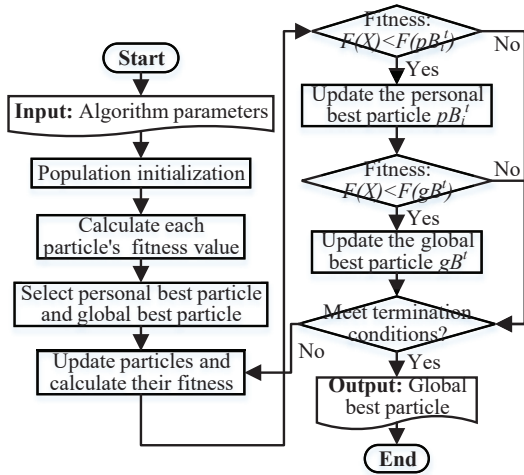 Start
Input: Algorithm parameters
Population initialization
Calculate each
particle's fitness value
Select personal best particle
and global best particle
Update particles and
calculate their fitness
Fitness:
F(X)<F(pB_i^t)
No
Yes
Update the personal
best particle pB_i^t
Fitness:
F(X)<F(gB^t)
No
Yes
Update the global
best particle gB^t
Meet termination
conditions?
No
Yes
Output: Global
best particle
End